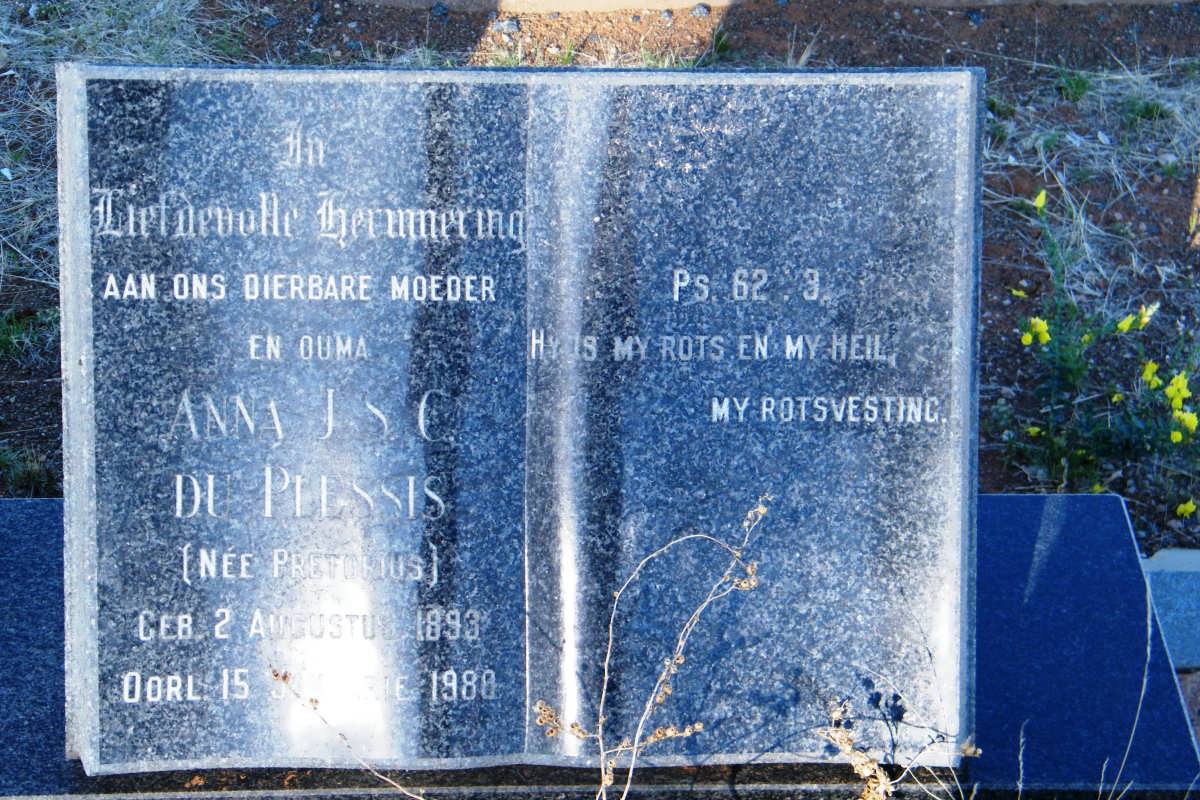 In
Liefdevolle Herinnering
AAN ONS DIERBARE MOEDER
EN OUMA
ANNA J S C
DU PLESSIS
(NÉE PRETORIUS)
GEB. 2 AUGUSTUS 1893
OORL 15 1980
PS. 62 : 3.
HY IS MY ROTS EN MY HEIL,
MY ROTSVESTING.